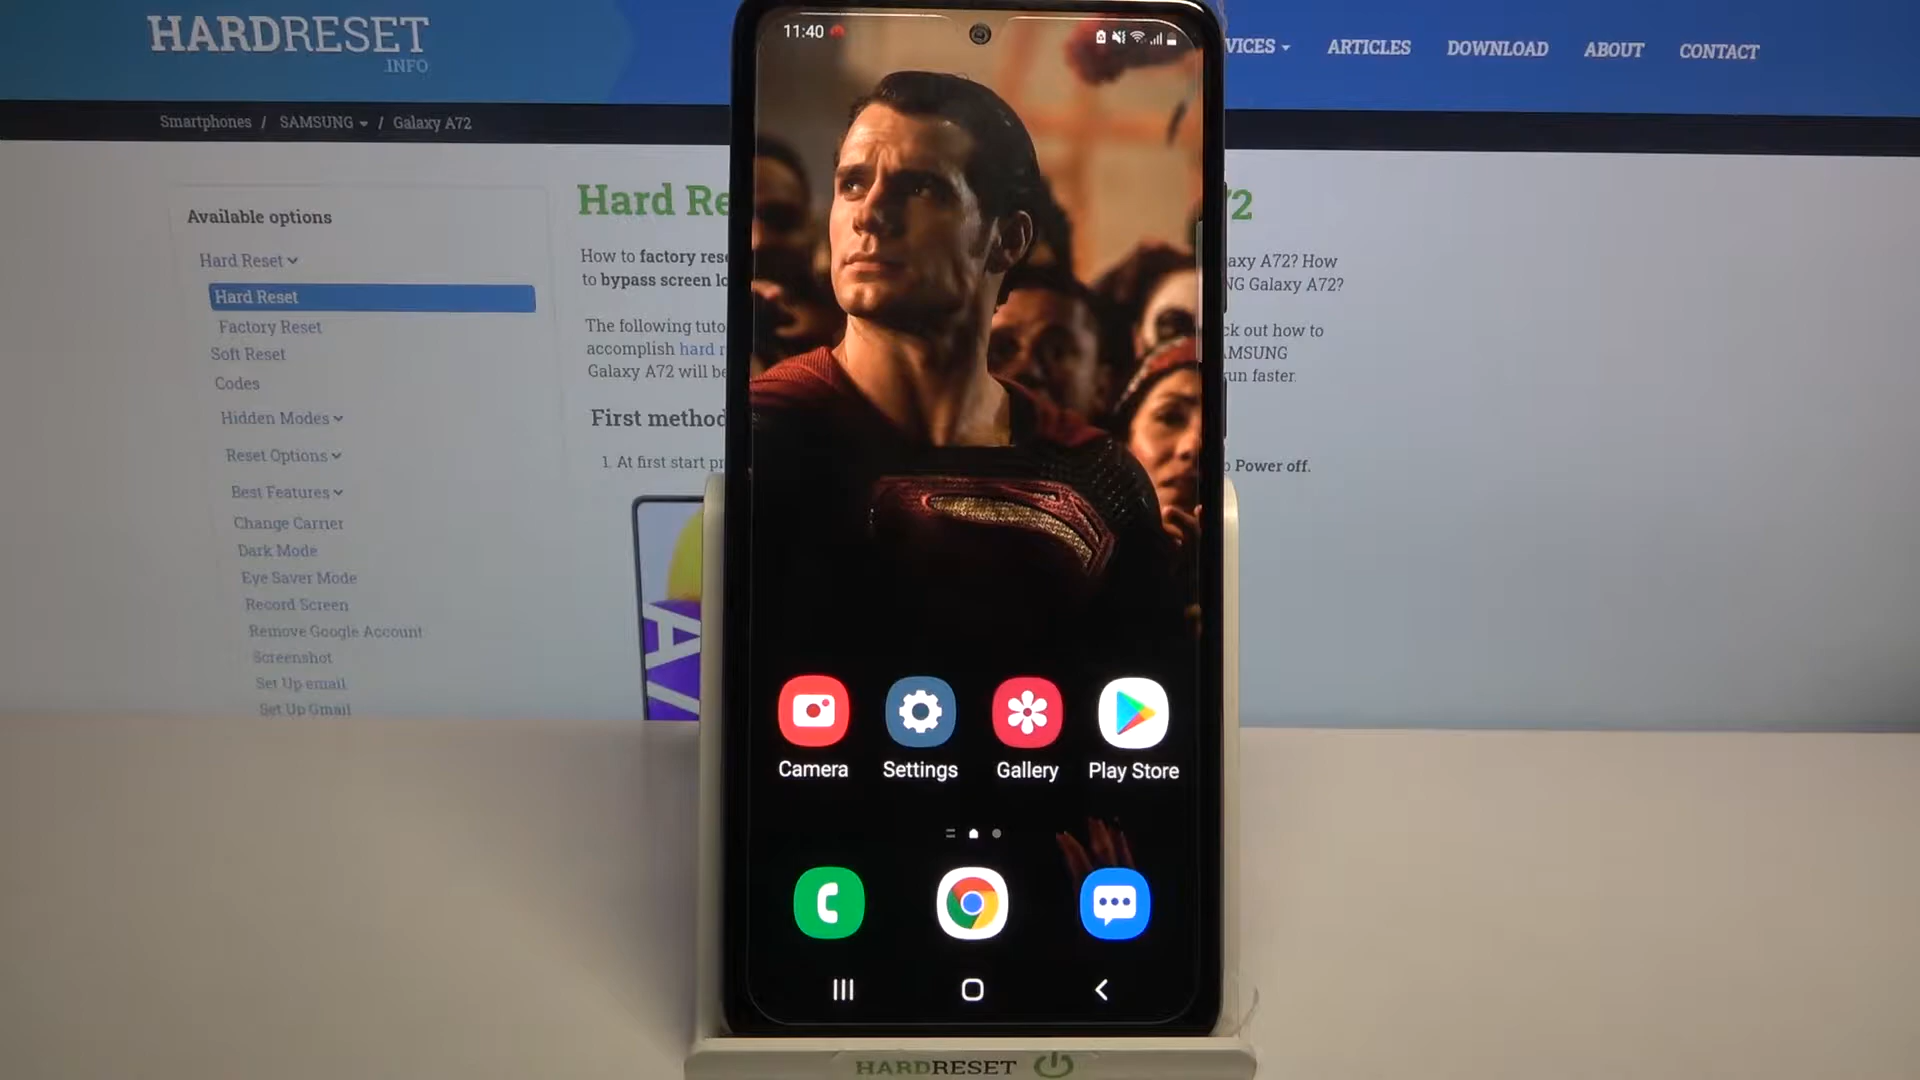 HARDRESET
.INFO
VICES ARTICLES DOWNLOAD ABOUT CONTACT
Smartphones / SAMSUNG / Galaxy A72
Available options
Hard Reset
Hard Reset
Factory Reset
Soft Reset
Codes
Hidden Modes
Reset Options
Best Features
Change Carrier
Dark Mode
Eye Saver Mode
Record Screen
Remove Google Account
Screenshot
Set Up email
Set Up Gmail
Hard Re
72
How to factory rese
axy A72? How
to bypass screen lo
NG Galaxy A72?
The following tuto
ck out how to
accomplish hard r
AMSUNG
Galaxy A72 will be
run faster.
First method
1. At first start pr
o Power off.
A7
11:40
Camera Settings Gallery Play Store
HARDRESET